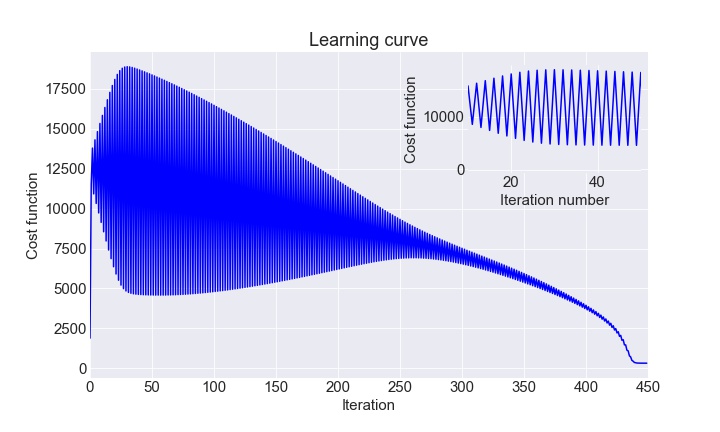 Learning curve
Cost function
17500
15000
12500
10000
7500
5000
2500
0
0 50 100 150 200 250 300 350 400 450
Iteration
Cost function
10000
0
20 40
Iteration number